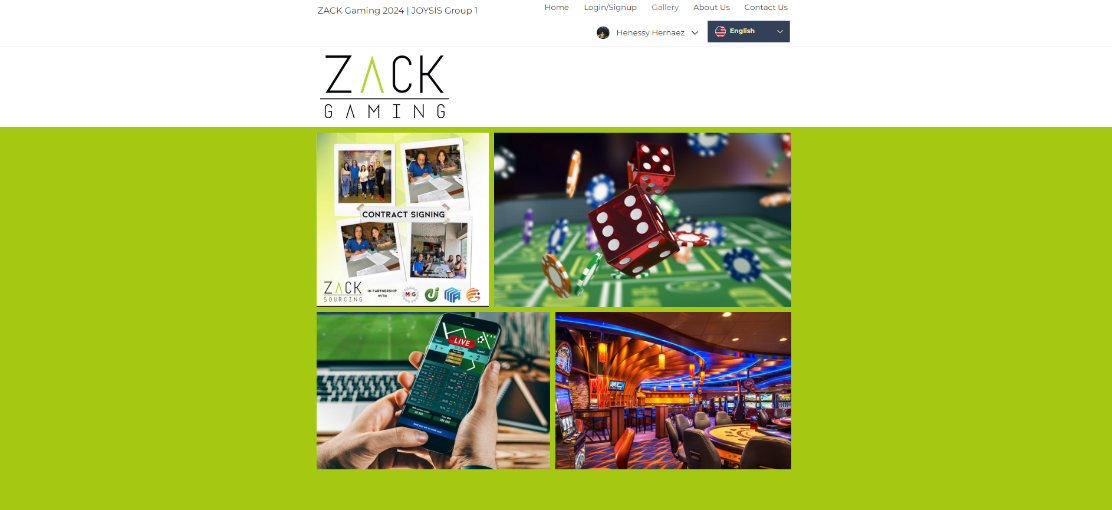 ZACK Gaming 2024 | JOYSIS Group 1
Home Login/Signup Gallery About Us Contact Us
Henessy Hernaez
English
ZACK
GAMING
CONTRACT SIGNING
ZACK
SOURCING
IN PARTNERSHIP
WITH
LIVE